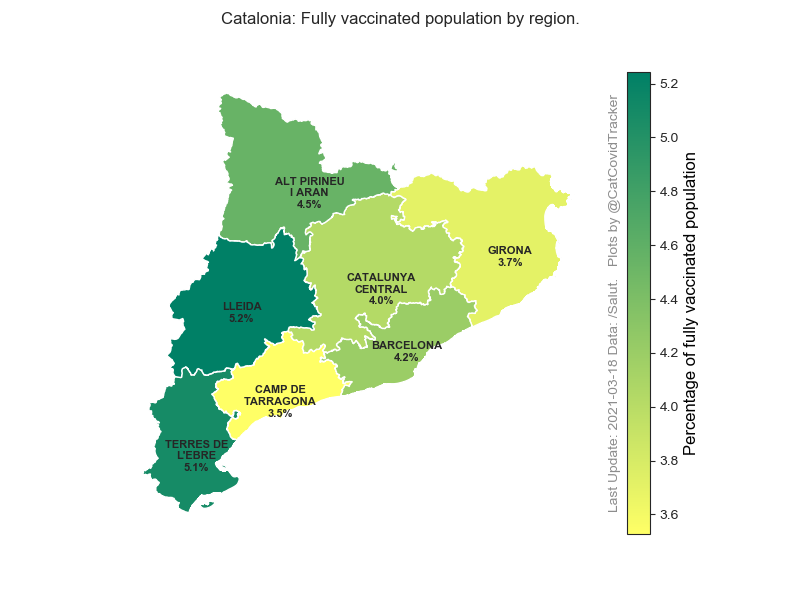 Catalonia: Fully vaccinated population by region.
ALT PIRINEU
I ARAN
4.5%
GIRONA
3.7%
CATALUNYA
CENTRAL
4.0%
LLEIDA
5.2%
BARCELONA
4.2%
CAMP DE
TARRAGONA
3.5%
TERRES DE
L'EBRE
5.1%
Last Update: 2021-03-18 Data: /Salut.   Plots by @CatCovidTracker
5.2
5.0
4.8
4.6
4.4
4.2
4.0
3.8
3.6
Percentage of fully vaccinated population